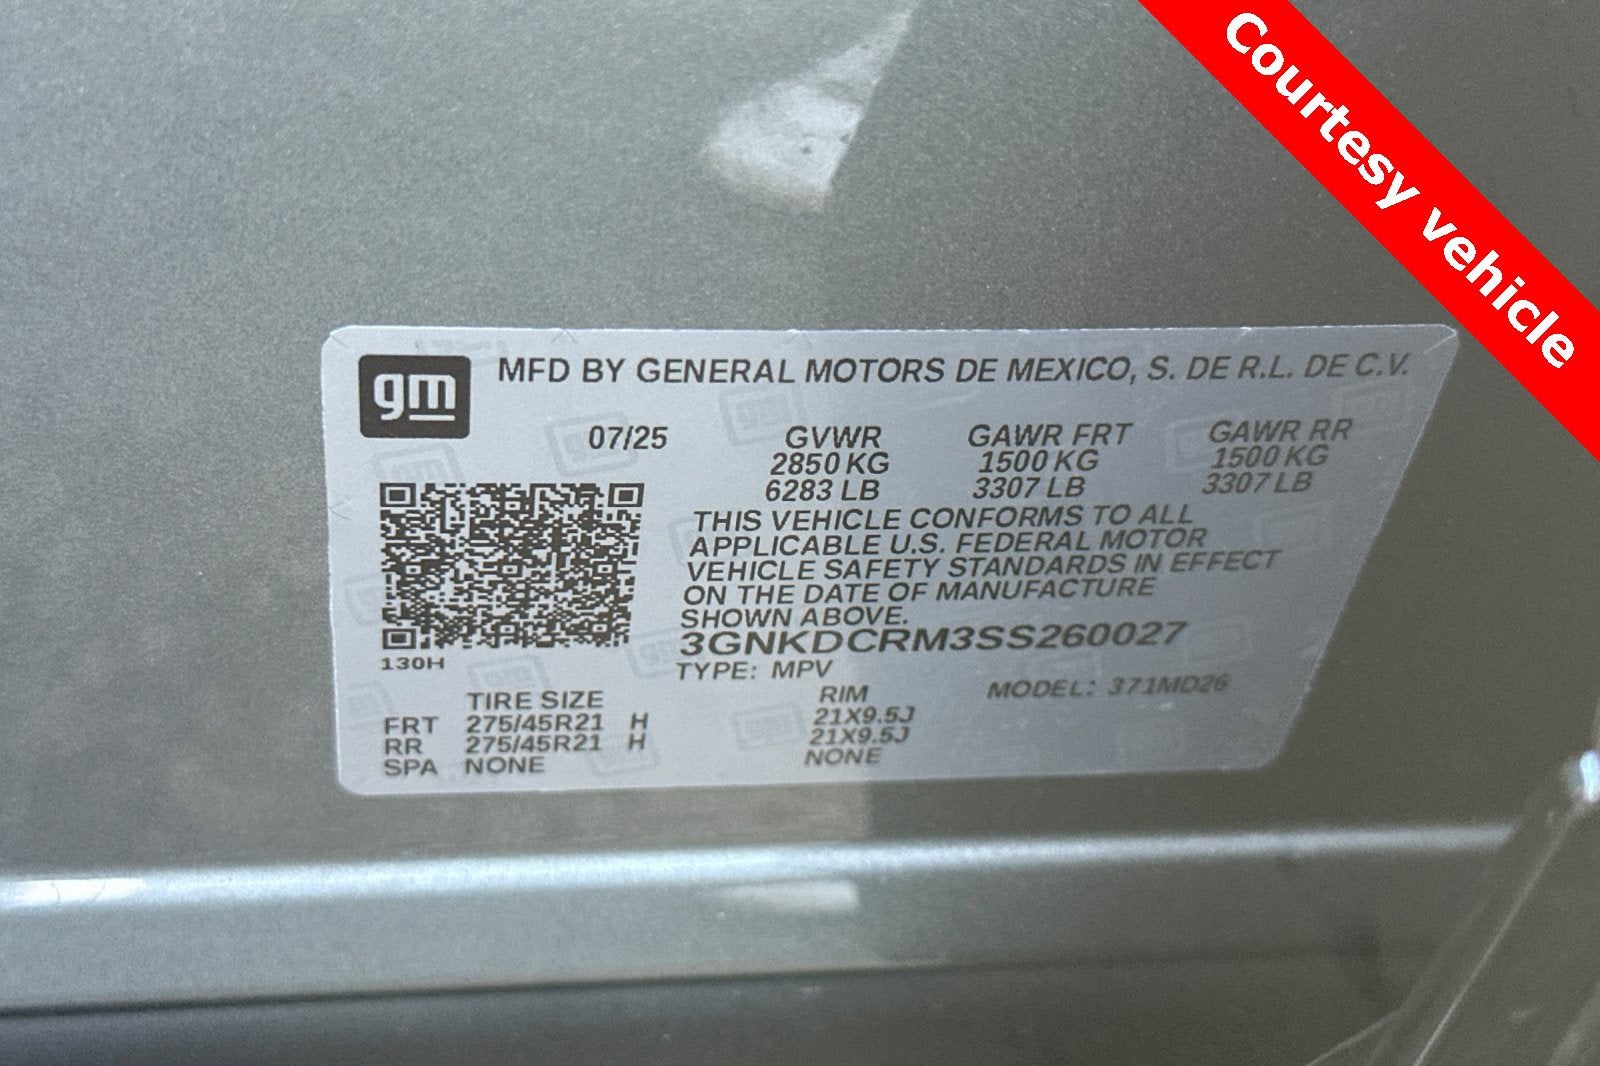 Courtesy vehicle
gm
MFD BY GENERAL MOTORS DE MEXICO, S. DE R.L. DE C.V.
07/25 GVWR GAWR FRT GAWR RR
2850 KG 1500 KG 1500 KG
6283 LB 3307 LB 3307 LB
THIS VEHICLE CONFORMS TO ALL
APPLICABLE U.S. FEDERAL MOTOR
VEHICLE SAFETY STANDARDS IN EFFECT
ON THE DATE OF MANUFACTURE
SHOWN ABOVE.
3GNKDCRM3SS260027
130H
TYPE: MPV
MODEL: 371MD26
TIRE SIZE RIM
FRT 275/45R21 H 21X9.5J
RR 275/45R21 H 21X9.5J
SPA NONE NONE